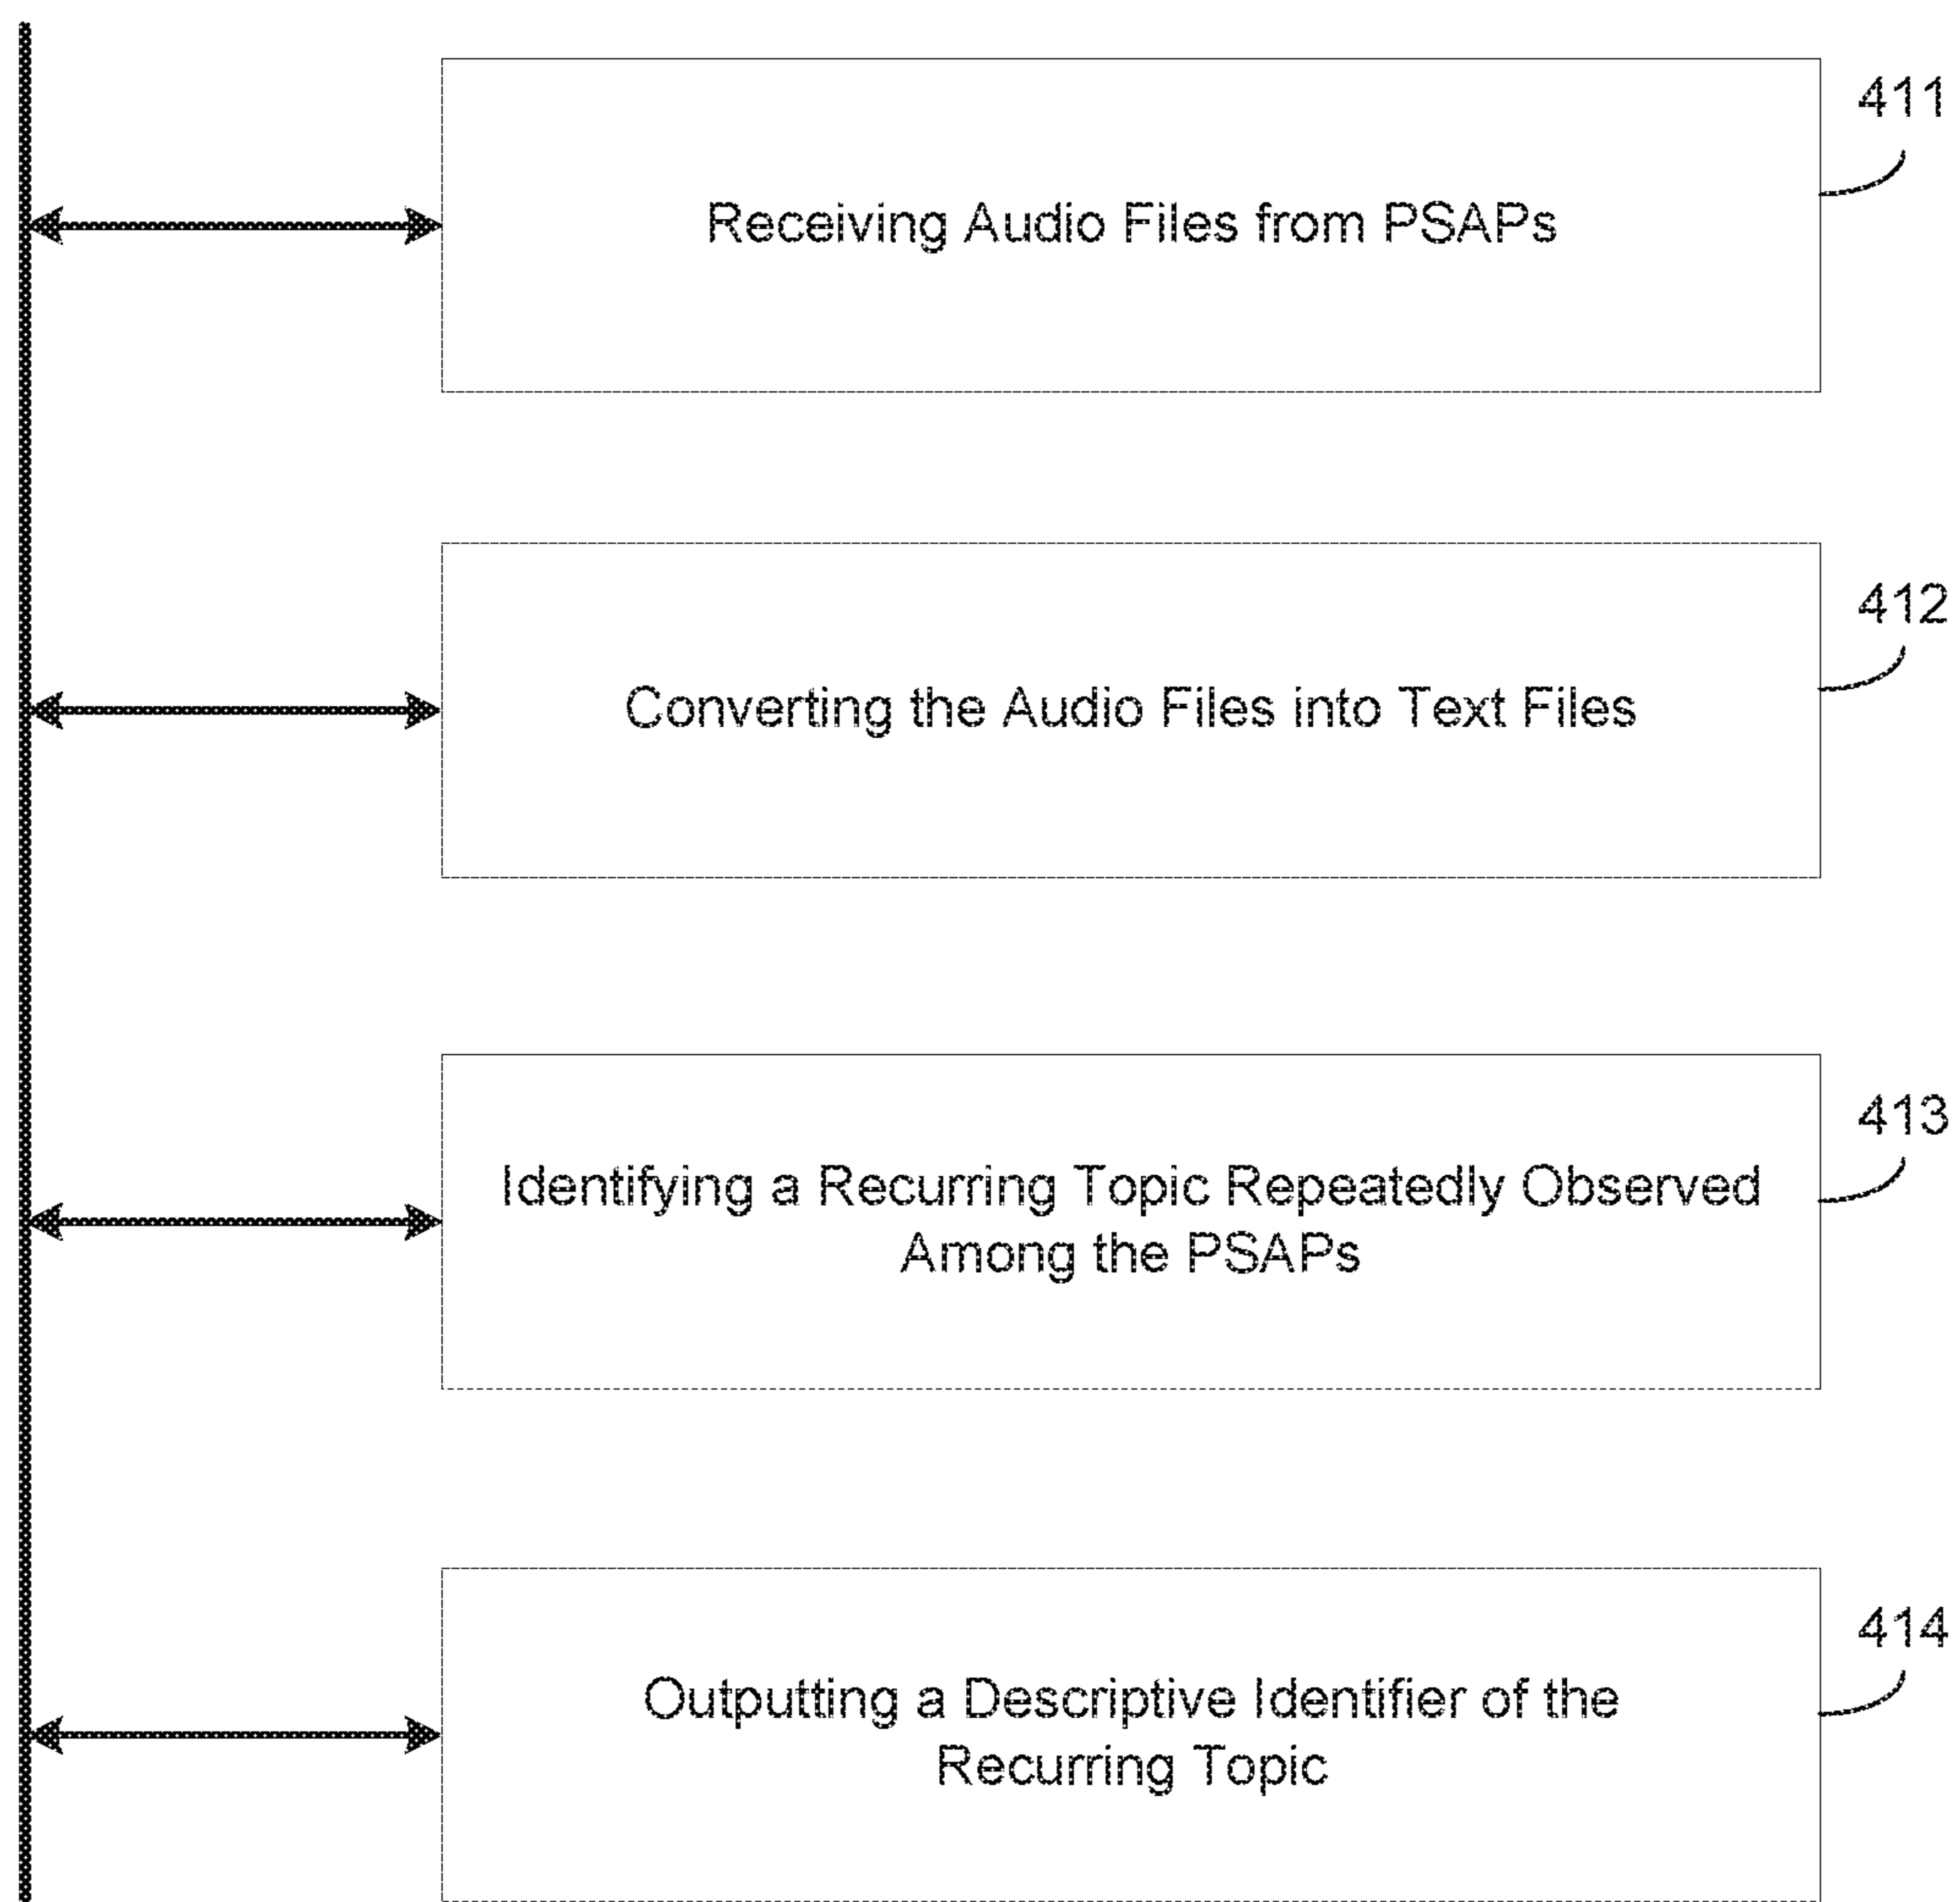 411
Receiving Audio Files from PSAPs
412
Converting the Audio Files into Text Files
413
Identifying a Recurring Topic Repeatedly Observed
Among the PSAPs
414
Outputting a Descriptive Identifier of the
Recurring Topic